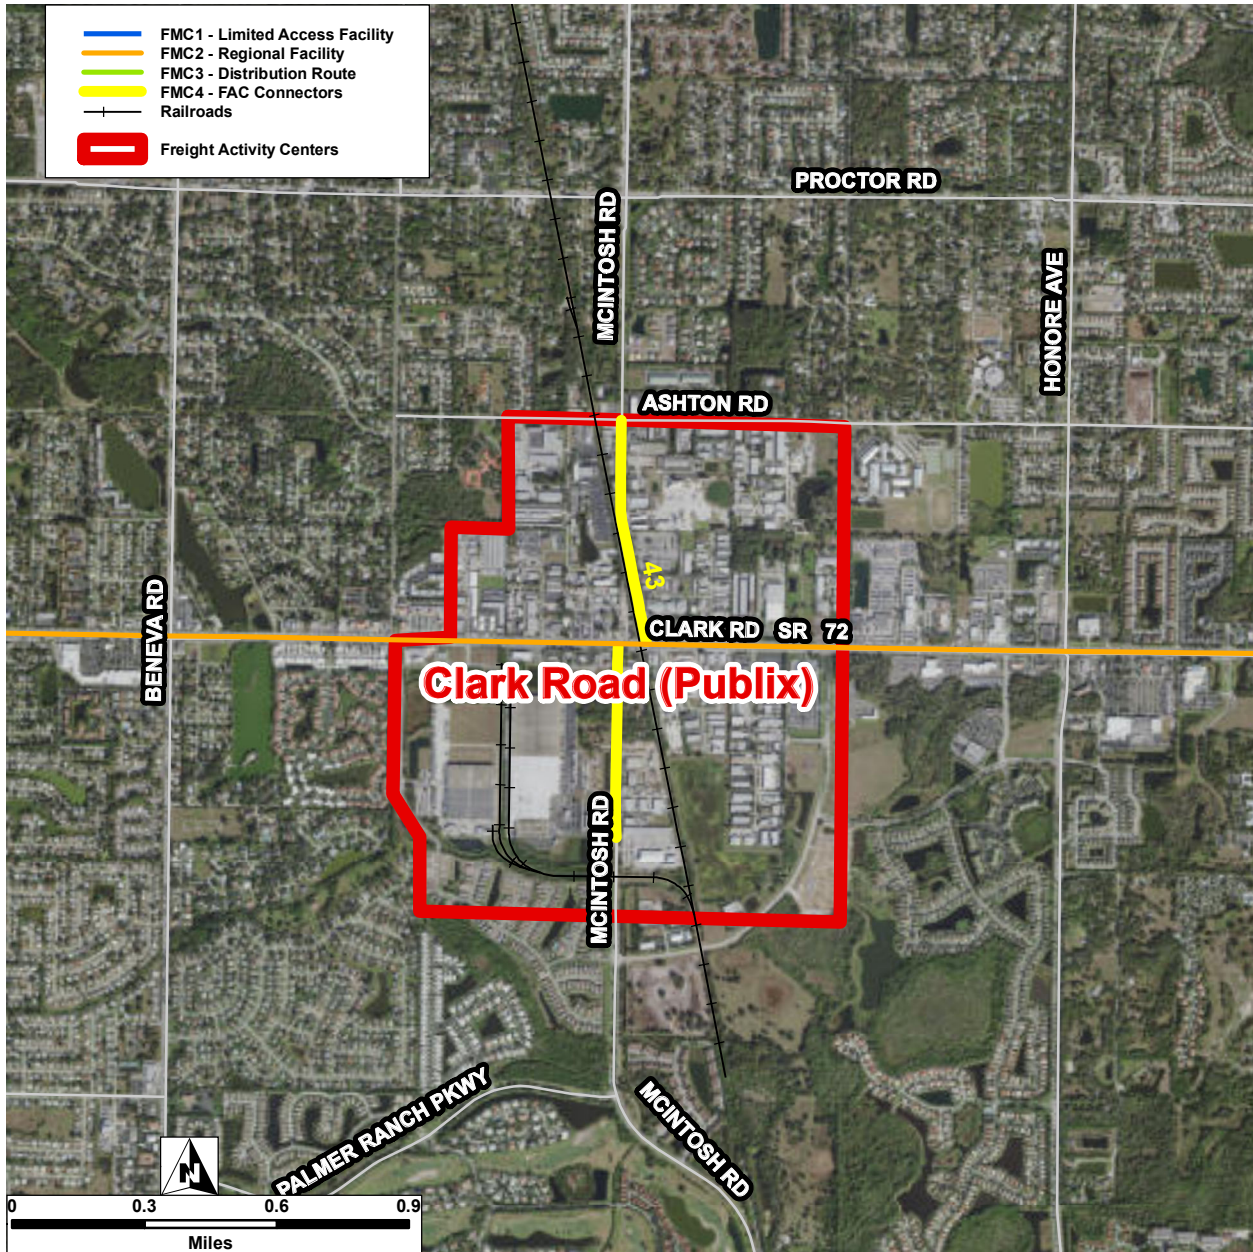 FMC1 - Limited Access Facility
FMC2 - Regional Facility
FMC3 - Distribution Route
FMC4 - FAC Connectors
Railroads
Freight Activity Centers
PROCTOR RD
MCINTOSH RD
HONORE AVE
ASHTON RD
43
BENEVA RD
CLARK RD SR 72
Clark Road (Publix)
MCINTOSH RD
PALMER RANCH PKWY
MCINTOSH RD
N
0 0.3 0.6 0.9
Miles